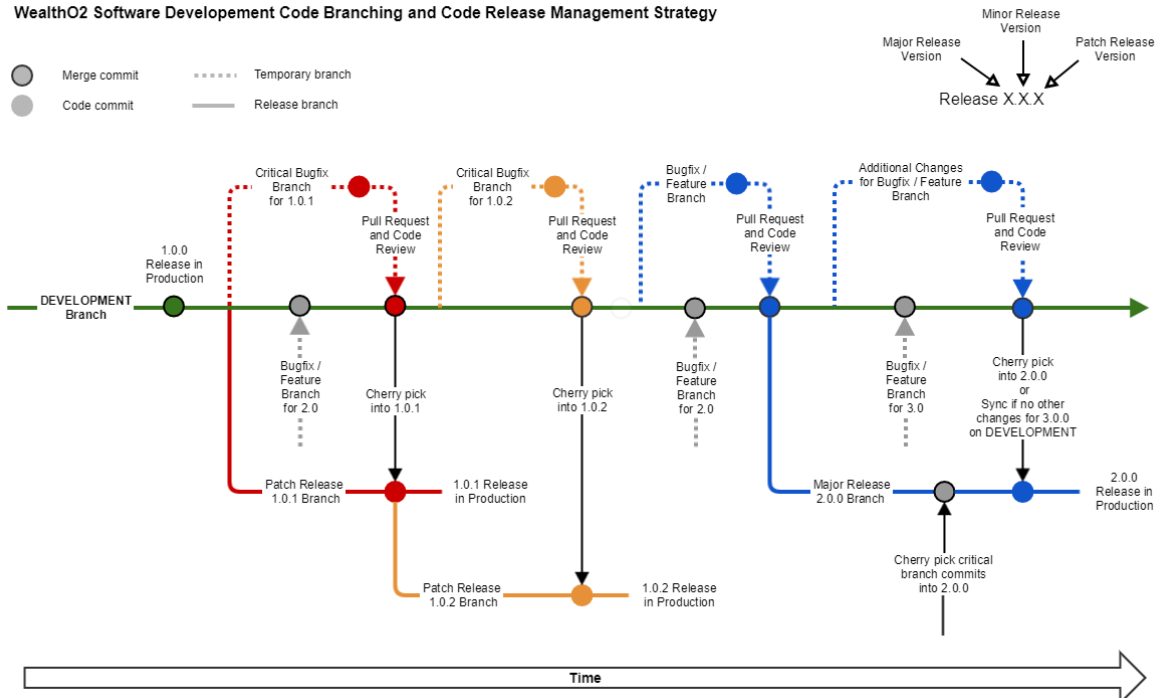 WealthO2 Software Developement Code Branching and Code Release Management Strategy
Minor Release
Version
Major Release
Version
Patch Release
Version
Release X.X.X
Merge commit
Temporary branch
Code commit
Release branch
Critical Bugfix
Branch
for 1.0.1
Critical Bugfix
Branch
for 1.0.2
Bugfix /
Feature
Branch
Additional Changes
for Bugfix / Feature
Branch
Pull Request
and Code
Review
Pull Request
and Code
Review
Pull Request
and Code
Review
Pull Request
and Code
Review
1.0.0
Release in
Production
DEVELOPMENT
Branch
Bugfix /
Feature
Branch
for 2.0
Cherry pick
into 1.0.1
Cherry pick
into 1.0.2
Bugfix /
Feature
Branch
for 2.0
Bugfix /
Feature
Branch
for 3.0
Cherry pick
into 2.0.0
or
Sync if no other
changes for 3.0.0
on DEVELOPMENT
Patch Release
1.0.1 Branch
1.0.1 Release
in Production
Major Release
2.0.0 Branch
2.0.0
Release in
Production
Patch Release
1.0.2 Branch
1.0.2 Release
in Production
Cherry pick critical
branch commits
into 2.0.0
Time